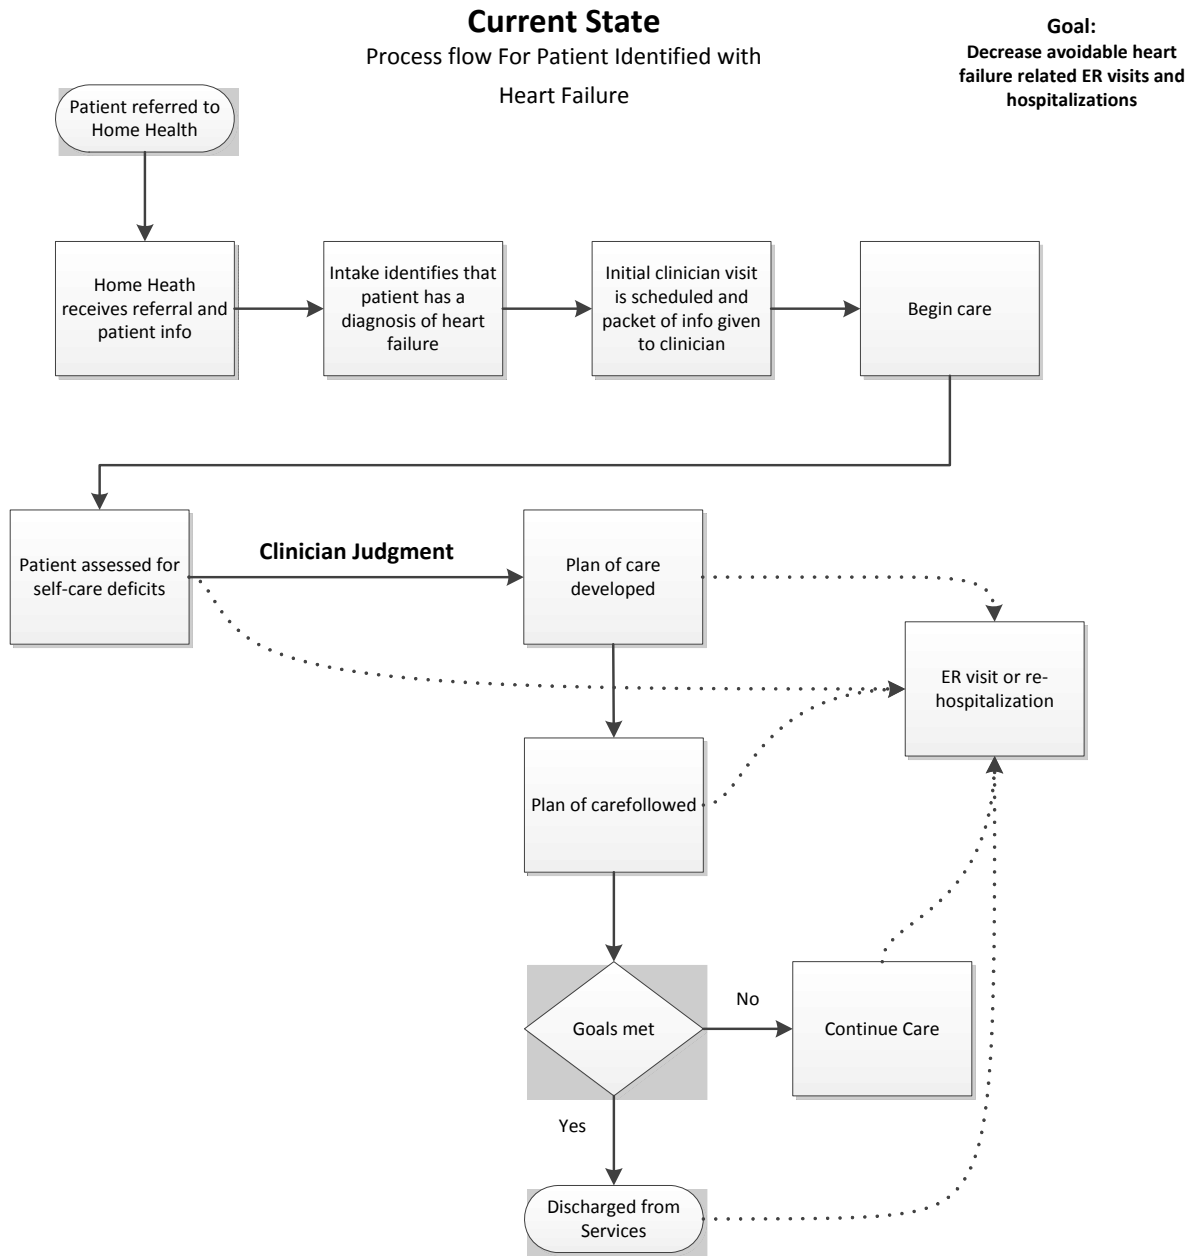 Current State
Process flow For Patient Identified with
Heart Failure
Goal:
Decrease avoidable heart
failure related ER visits and
hospitalizations
Patient referred to
Home Health
Home Heath
receives referral and
patient info
Intake identifies that
patient has a
diagnosis of heart
failure
Initial clinician visit
is scheduled and
packet of info given
to clinician
Begin care
Patient assessed for
self-care deficits
Clinician Judgment
Plan of care
developed
ER visit or re-
hospitalization
Plan of carefollowed
Goals met
No
Continue Care
Yes
Discharged from
Services